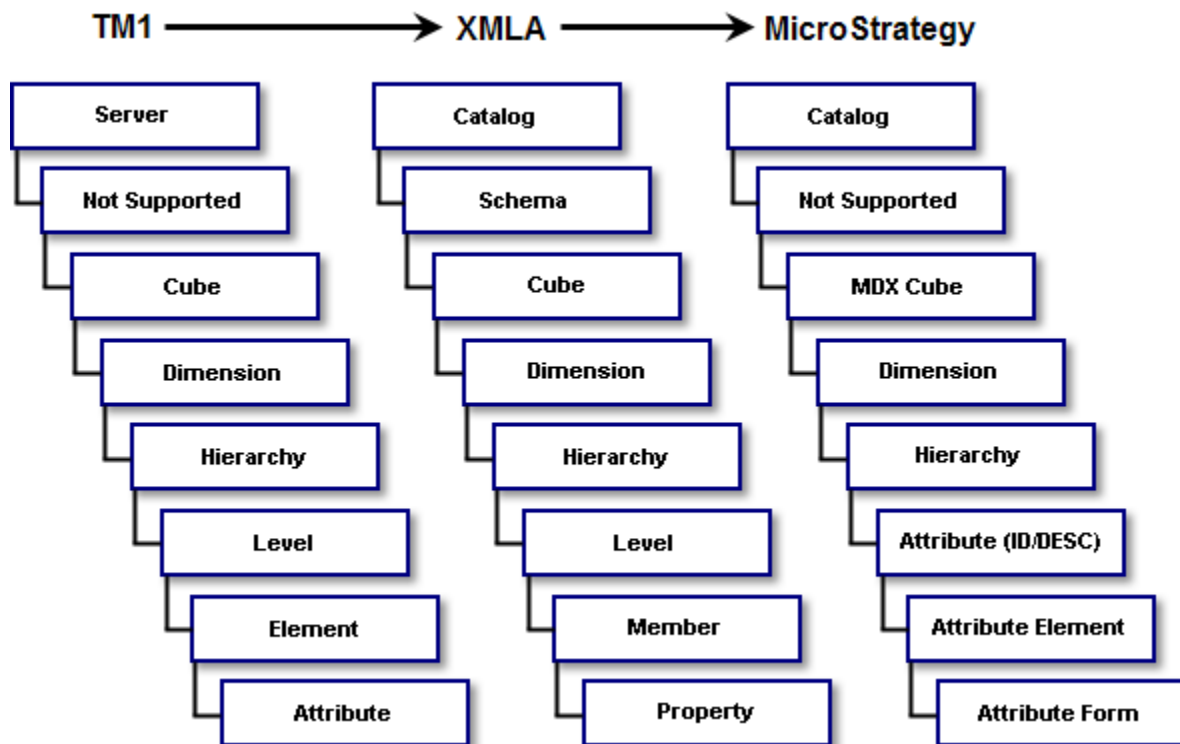 TM1 XMLA MicroStrategy
Server Catalog Catalog
Not Supported Schema Not Supported
Cube Cube MDX Cube
Dimension Dimension Dimension
Hierarchy Hierarchy Hierarchy
Level Level Attribute (ID/DESC)
Element Member Attribute Element
Attribute Property Attribute Form